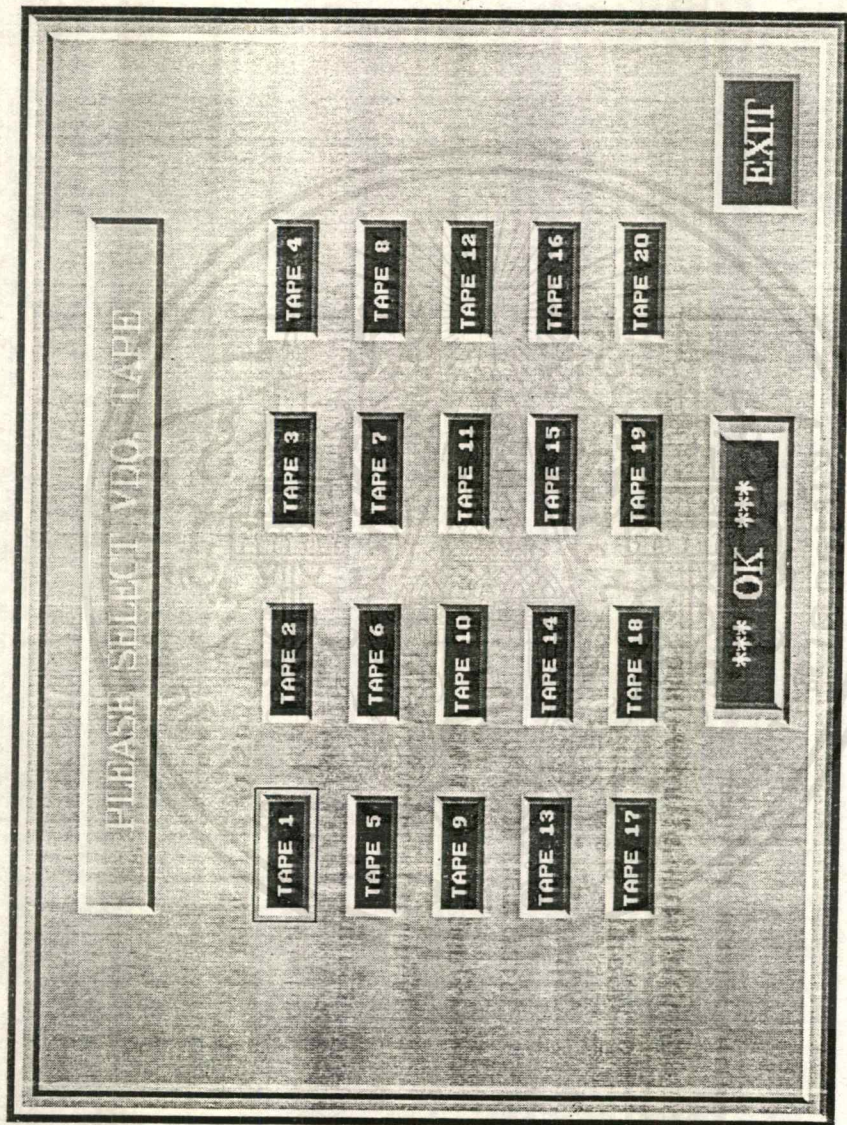 PLEASE SELECT VDO. TAPE
TAPE 1 TAPE 2 TAPE 3 TAPE 4
TAPE 5 TAPE 6 TAPE 7 TAPE 8
TAPE 9 TAPE 10 TAPE 11 TAPE 12
TAPE 13 TAPE 14 TAPE 15 TAPE 16
TAPE 17 TAPE 18 TAPE 19 TAPE 20
*** OK ***
EXIT